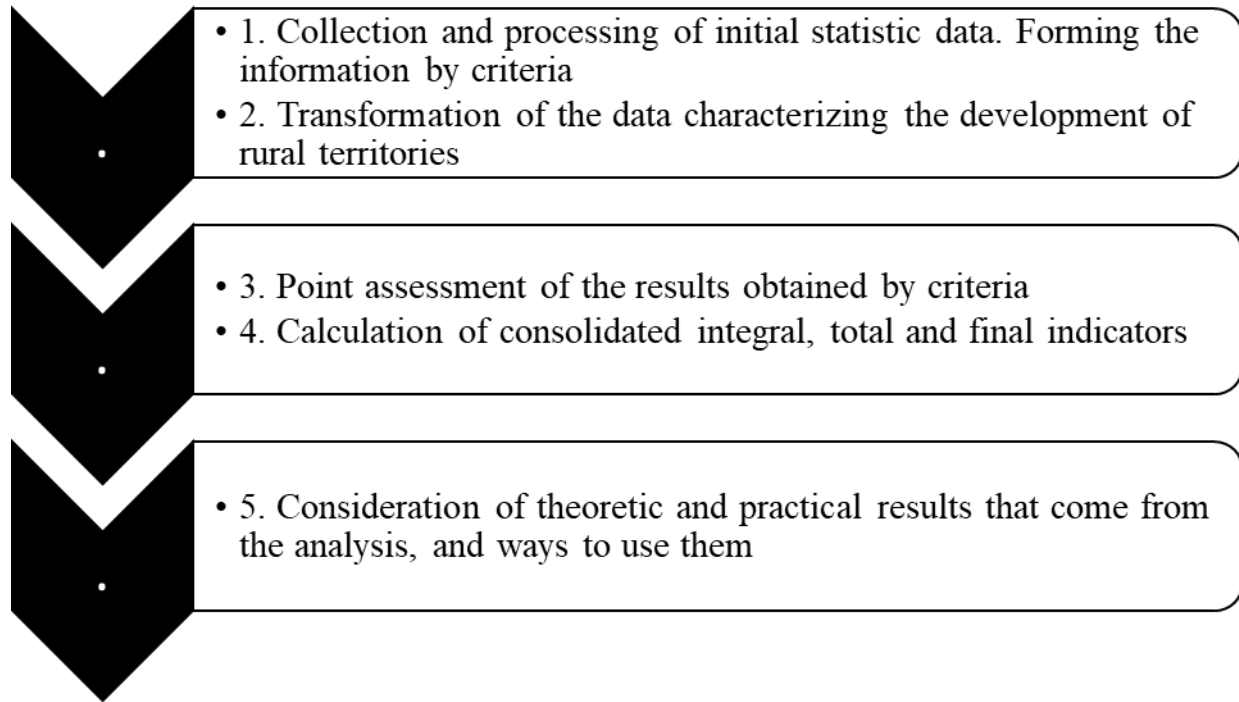 • 1. Collection and processing of initial statistic data. Forming the
information by criteria
• 2. Transformation of the data characterizing the development of
rural territories
• 3. Point assessment of the results obtained by criteria
• 4. Calculation of consolidated integral, total and final indicators
• 5. Consideration of theoretic and practical results that come from
the analysis, and ways to use them